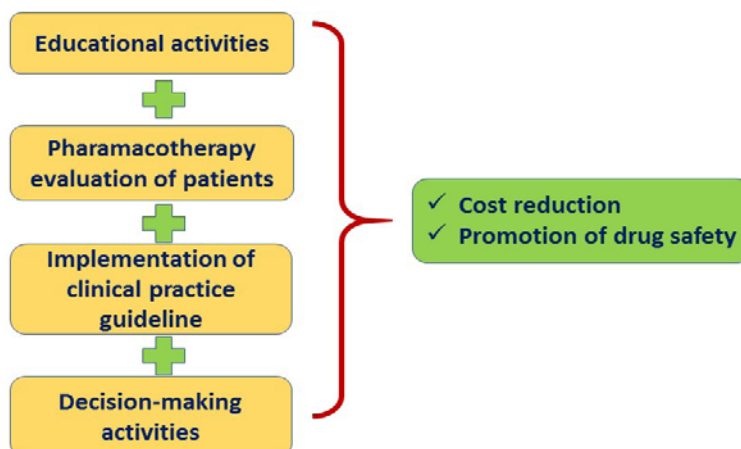 Educational activities
Pharamacotherapy
evaluation of patients
Implementation of
clinical practice
guideline
Decision-making
activities
✓ Cost reduction
✓ Promotion of drug safety